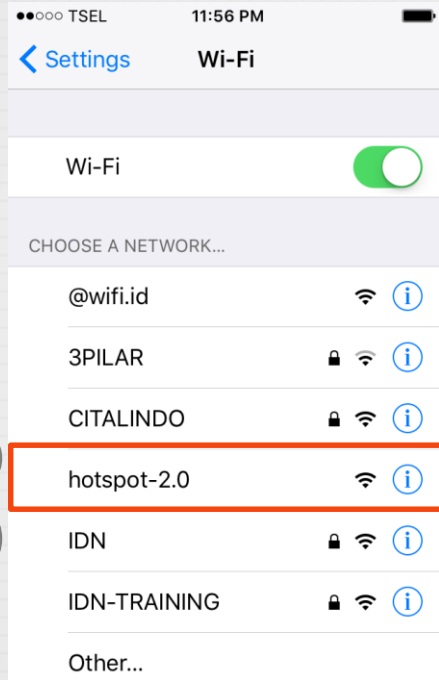 TSEL 11:56 PM
Settings Wi-Fi
Wi-Fi
CHOOSE A NETWORK...
@wifi.id
3PILAR
CITALINDO
hotspot-2.0
IDN
IDN-TRAINING
Other...